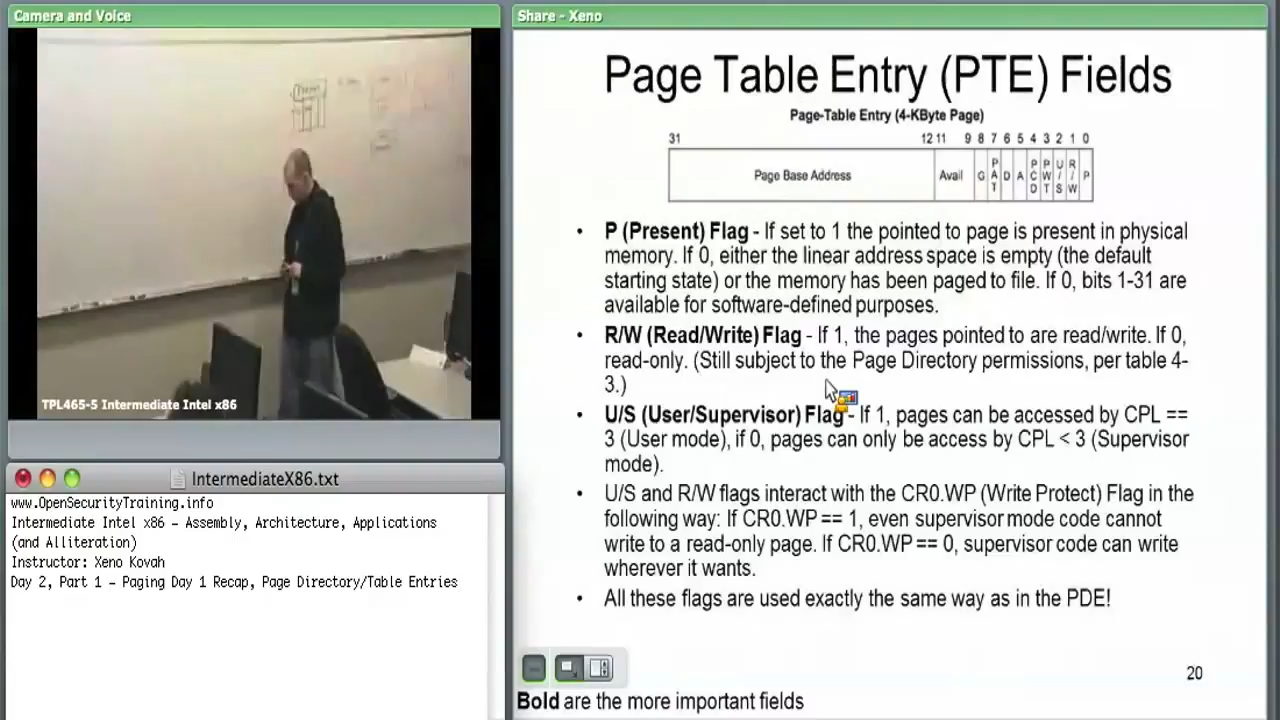 Camera and Voice
TPL465-5 Intermediate Intel x86
IntermediateX86.txt
www.OpenSecurityTraining.info
Intermediate Intel x86 – Assembly, Architecture, Applications
(and Alliteration)
Instructor: Xeno Kovah
Day 2, Part 1 – Paging Day 1 Recap, Page Directory/Table Entries
Share - Xeno
Page Table Entry (PTE) Fields
Page-Table Entry (4-KByte Page)
31 12 11 9 8 7 6 5 4 3 2 1 0
Page Base Address Avail G PAT D A PCD PWT U/S R/W P
• P (Present) Flag - If set to 1 the pointed to page is present in physical
memory. If 0, either the linear address space is empty (the default
starting state) or the memory has been paged to file. If 0, bits 1-31 are
available for software-defined purposes.
• R/W (Read/Write) Flag - If 1, the pages pointed to are read/write. If 0,
read-only. (Still subject to the Page Directory permissions, per table 4-
3.)
• U/S (User/Supervisor) Flag - If 1, pages can be accessed by CPL ==
3 (User mode), if 0, pages can only be access by CPL < 3 (Supervisor
mode).
• U/S and R/W flags interact with the CR0.WP (Write Protect) Flag in the
following way: If CR0.WP == 1, even supervisor mode code cannot
write to a read-only page. If CR0.WP == 0, supervisor code can write
wherever it wants.
• All these flags are used exactly the same way as in the PDE!
20
Bold are the more important fields